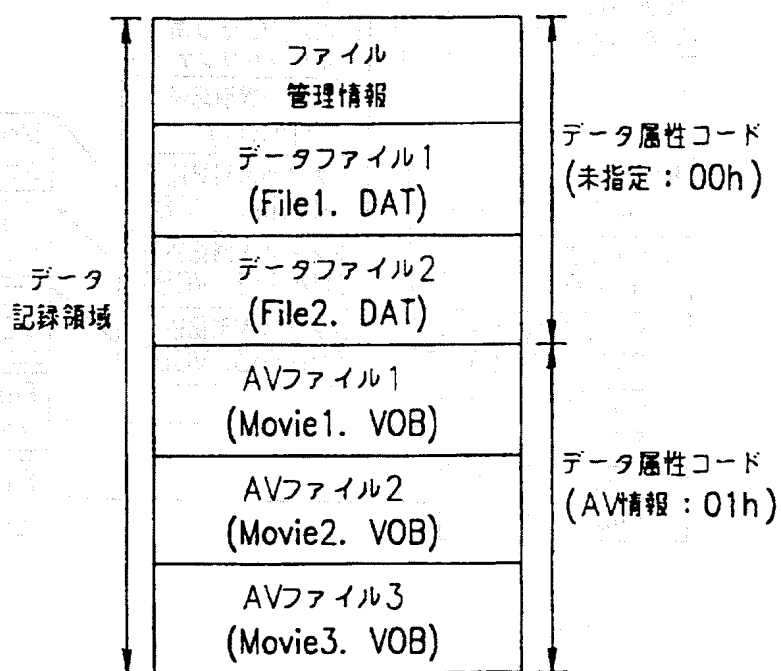 ファイル
管理情報
データファイル1
(File1. DAT)
データファイル2
(File2. DAT)
AVファイル1
(Movie1. VOB)
AVファイル2
(Movie2. VOB)
AVファイル3
(Movie3. VOB)
データ
記録領域
データ属性コード
(未指定：00h)
データ属性コード
(AV情報：01h)